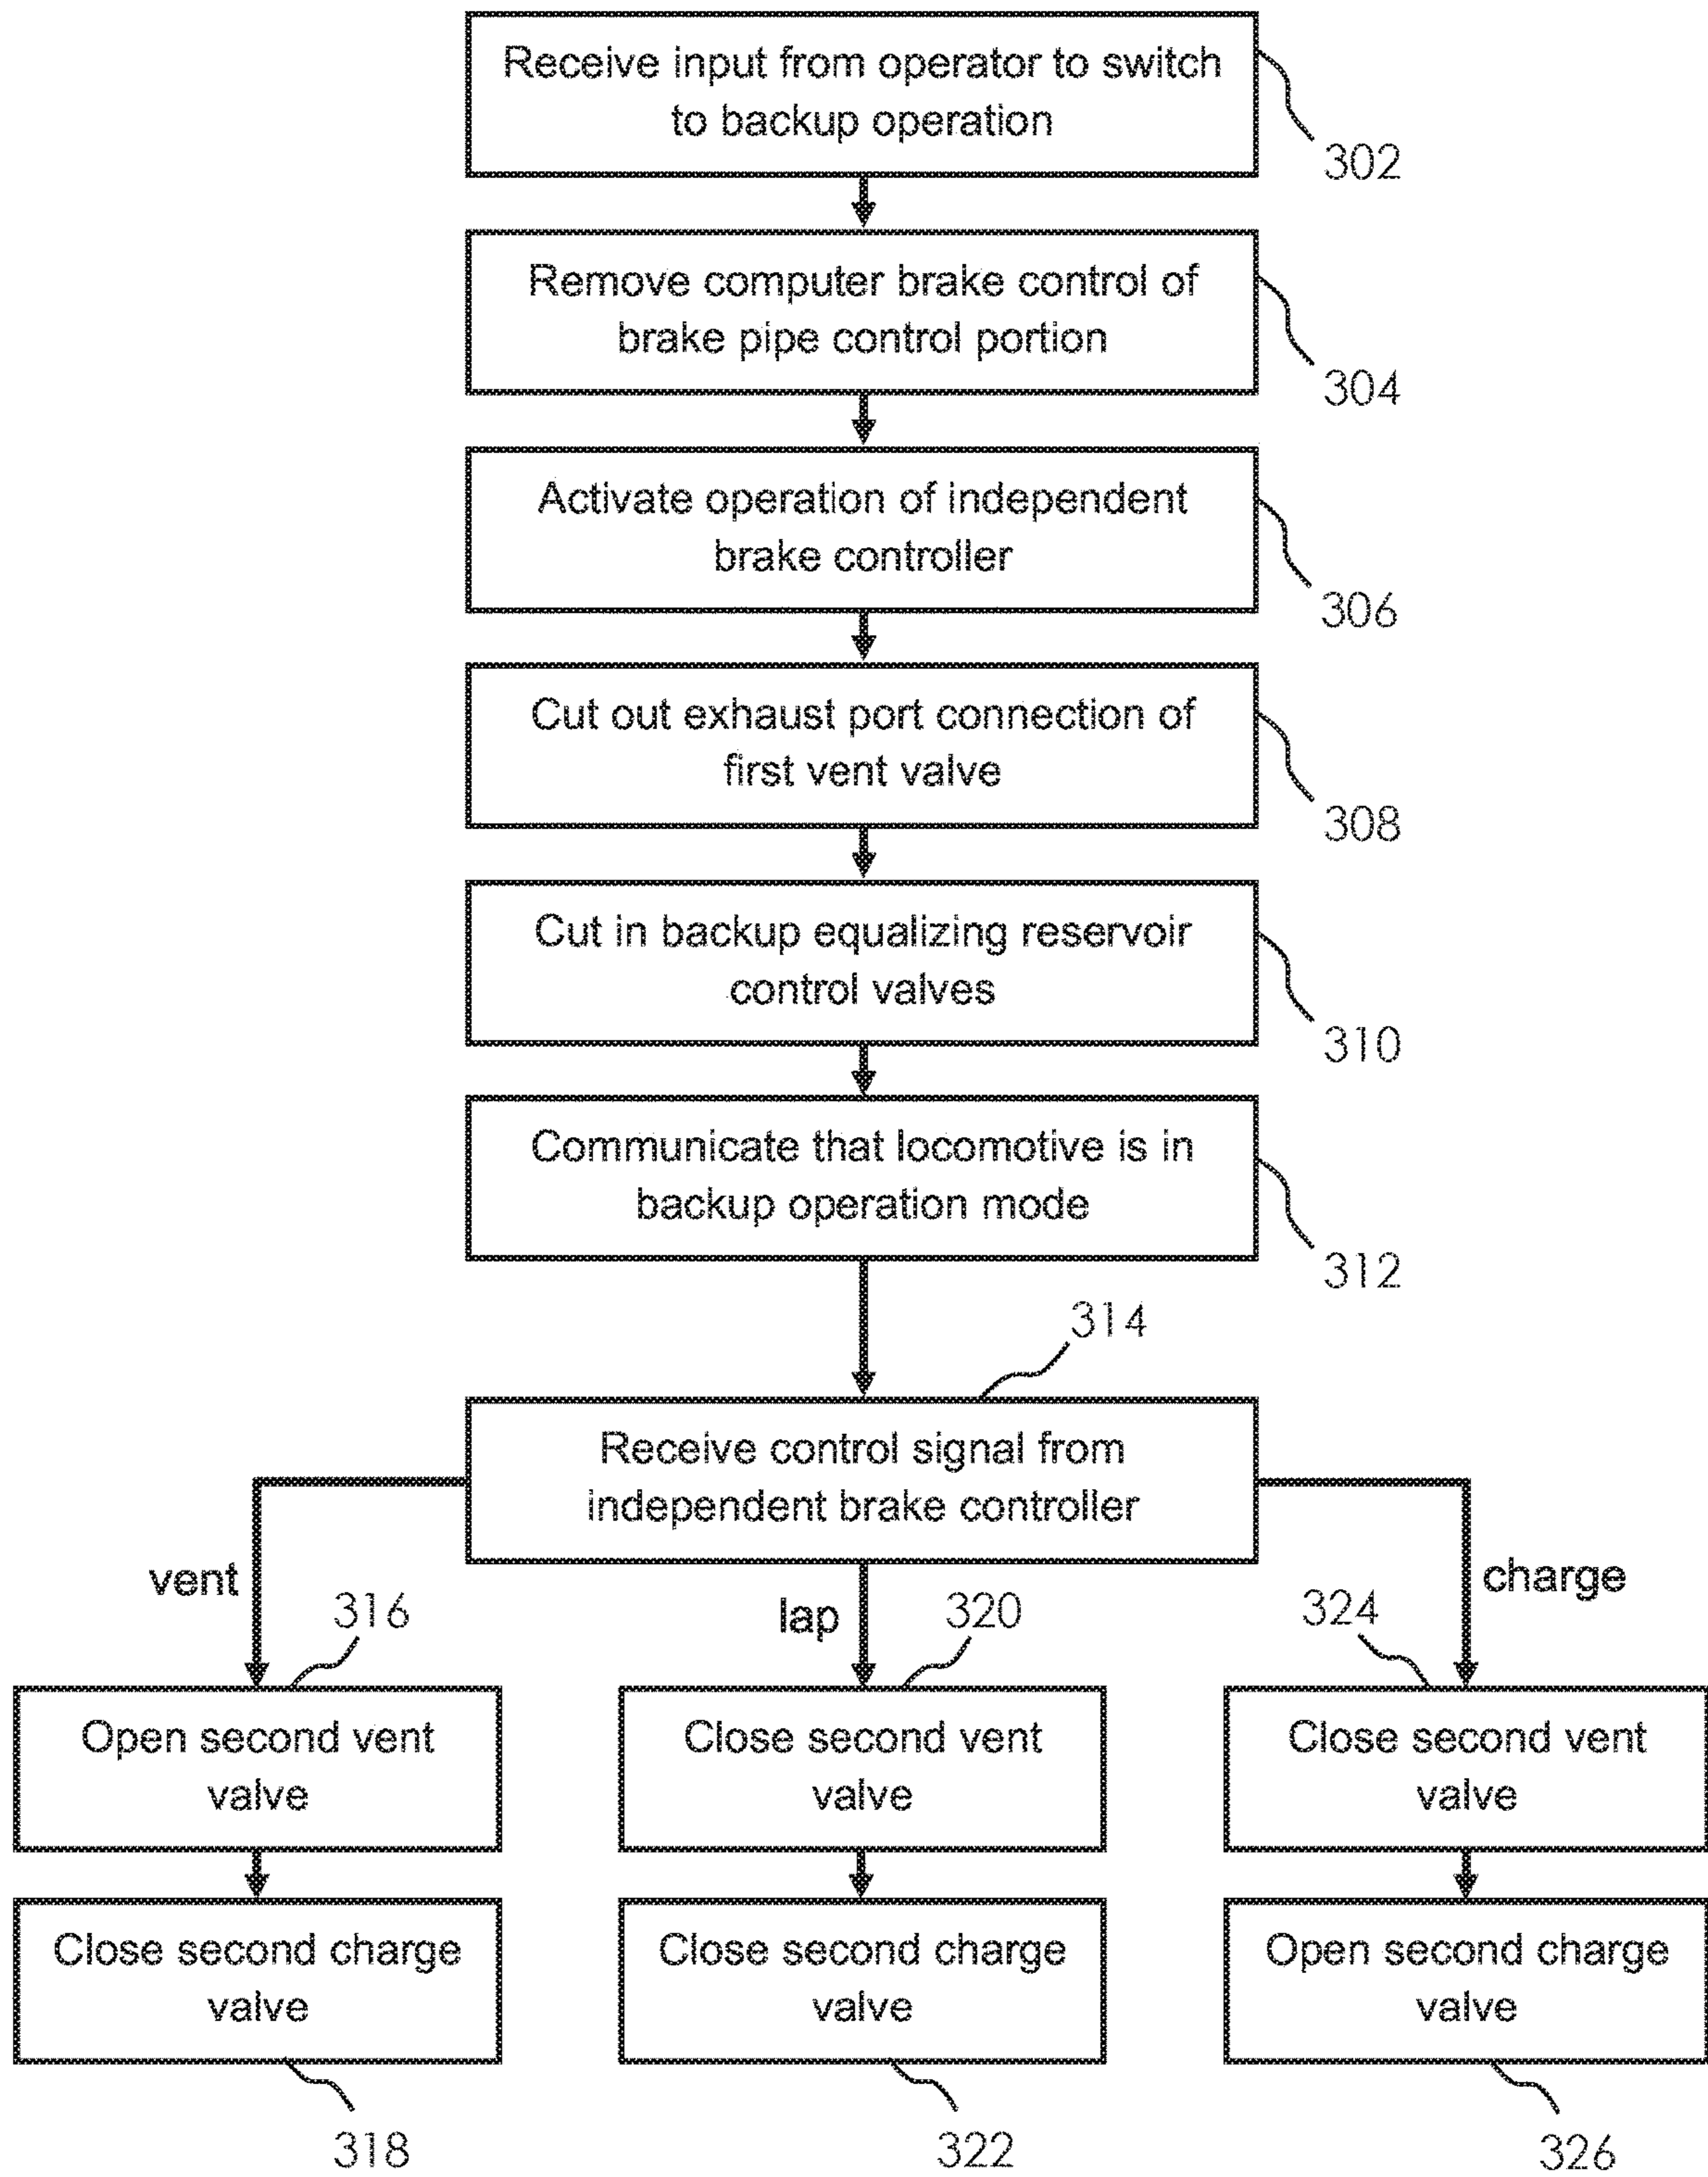 Receive input from operator to switch
to backup operation
302
Remove computer brake control of
brake pipe control portion
304
Activate operation of independent
brake controller
306
Cut out exhaust port connection of
first vent valve
308
Cut in backup equalizing reservoir
control valves
310
Communicate that locomotive is in
backup operation mode
312
314
Receive control signal from
independent brake controller
vent
lap
charge
316
320
324
Open second vent
valve
Close second vent
valve
Close second vent
valve
Close second charge
valve
Close second charge
valve
Open second charge
valve
318
322
326